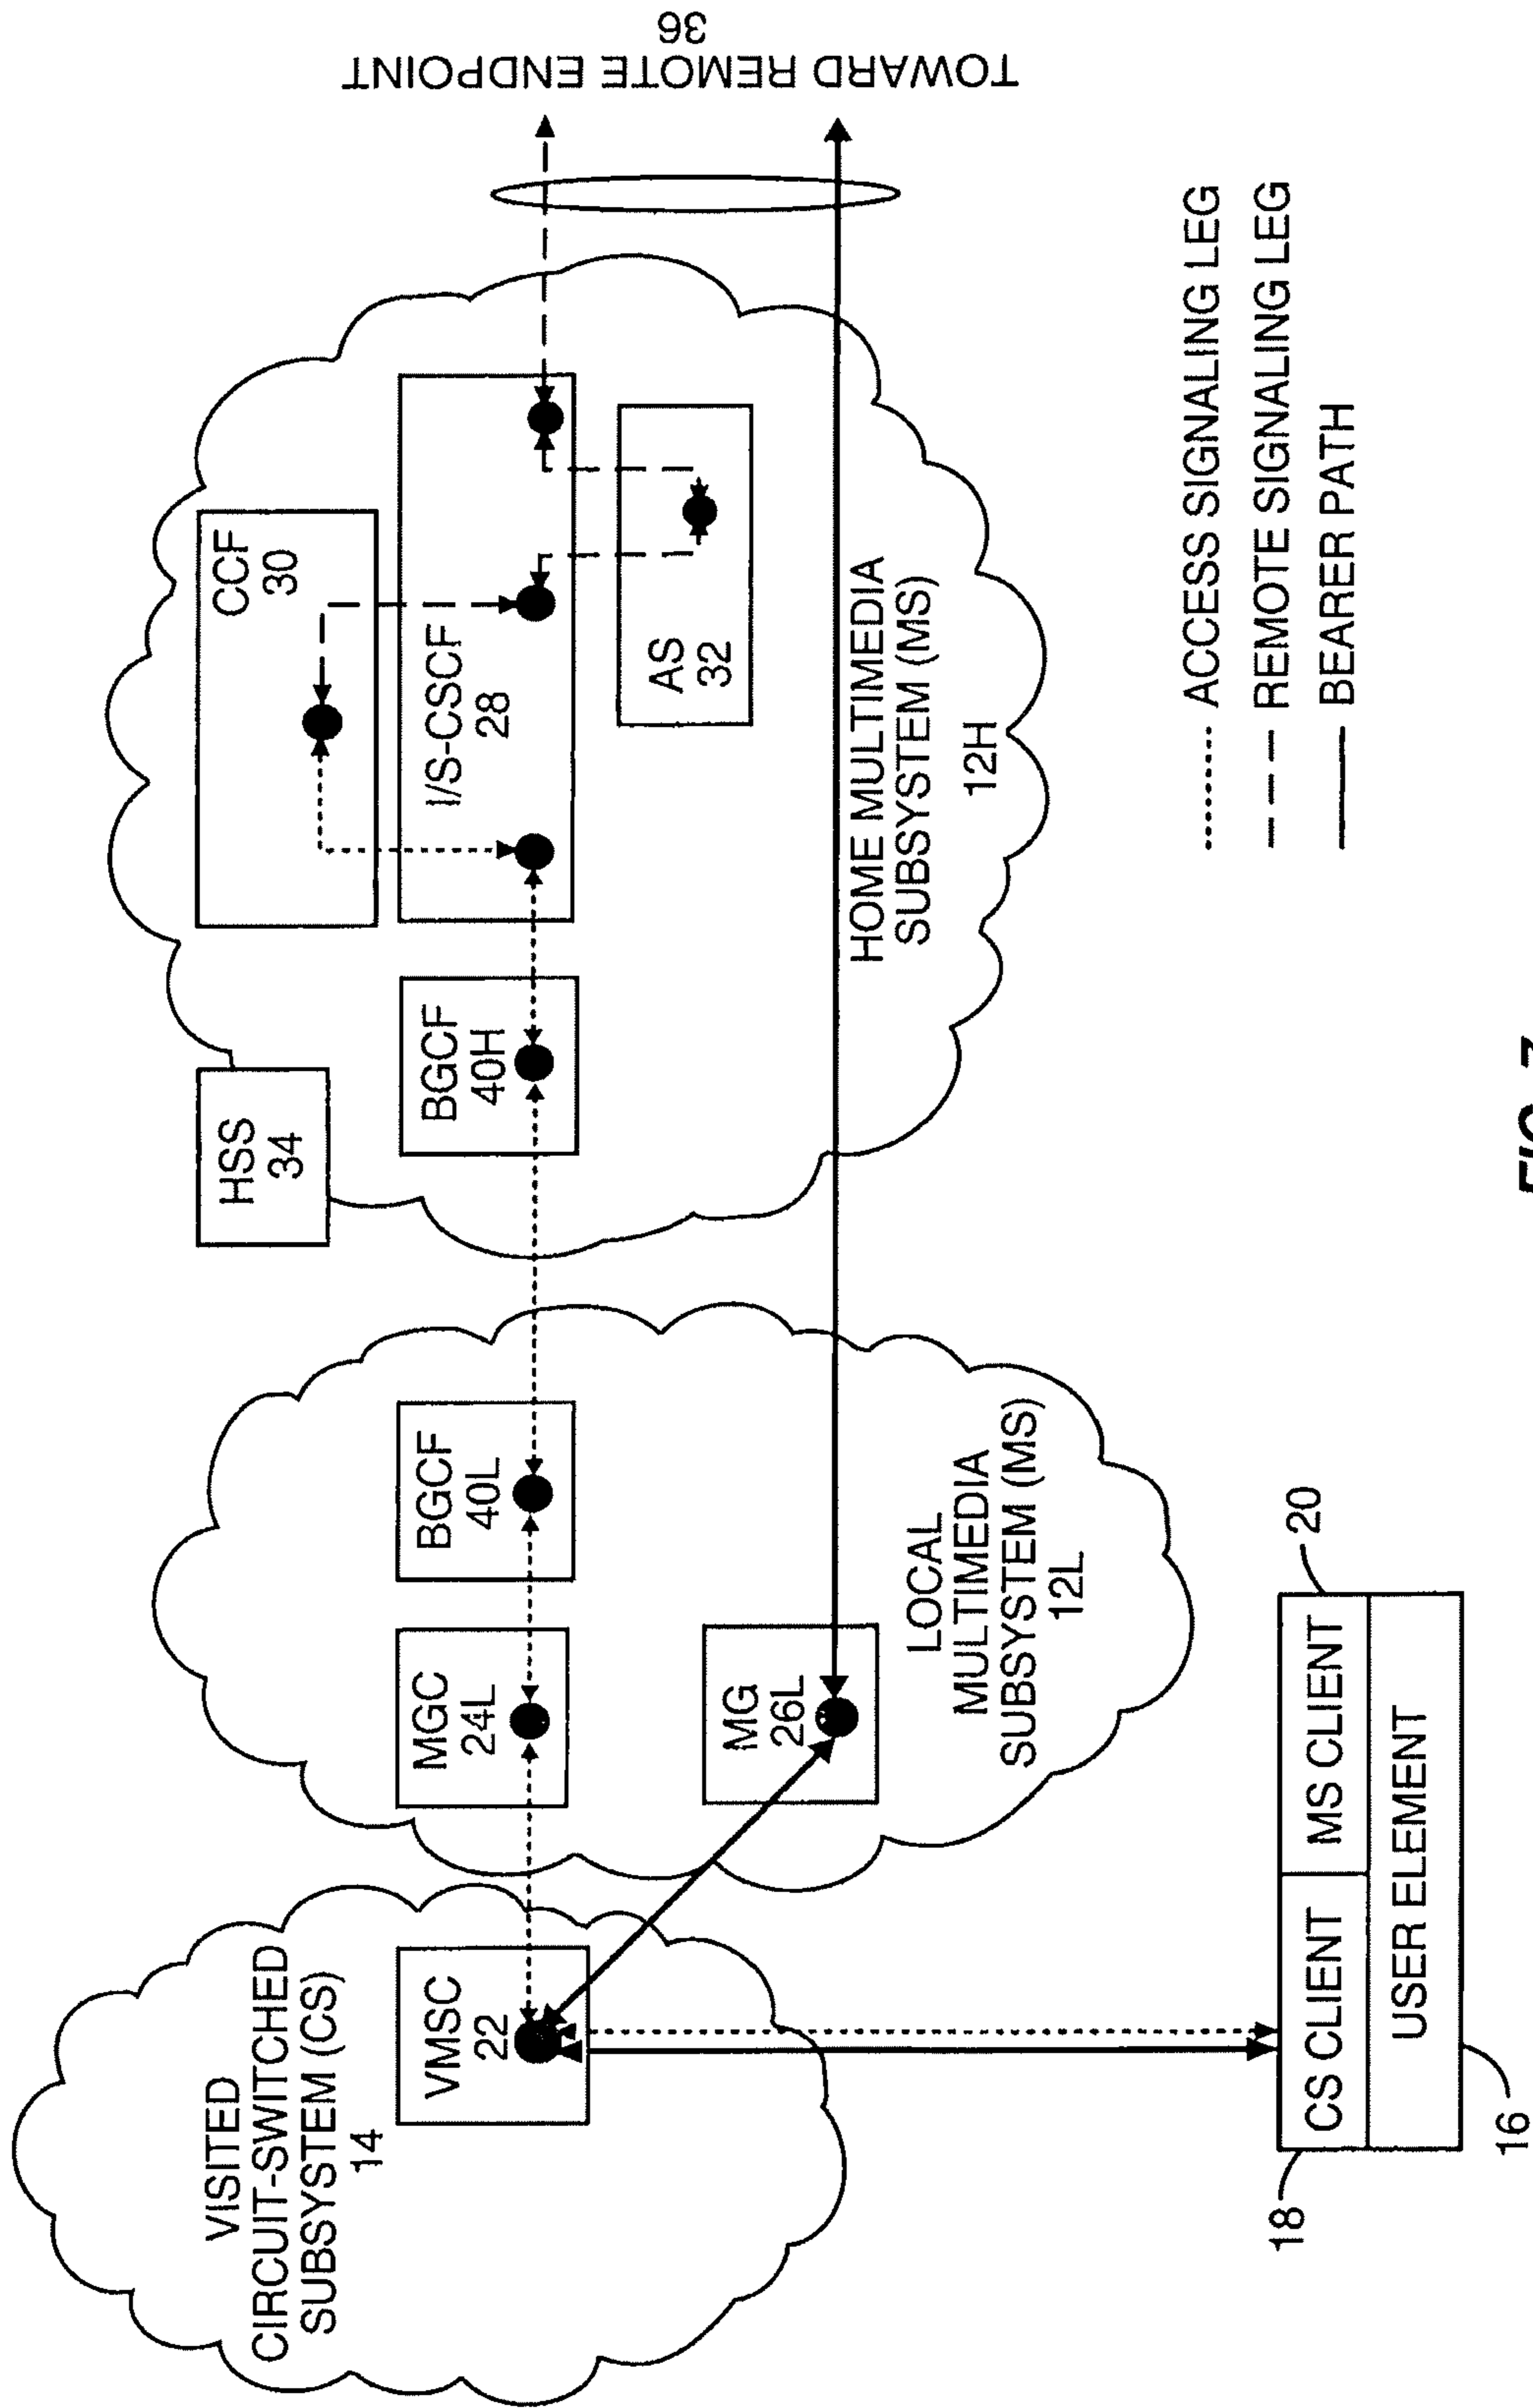 VISITED
CIRCUIT-SWITCHED
SUBSYSTEM (CS)
14
VMSC
22
MGC
24L
BGCF
40L
MG
26L
LOCAL
MULTIMEDIA
SUBSYSTEM (MS)
12L
HSS
34
BGCF
40H
CCF
30
I/S-CSCF
28
AS
32
HOME MULTIMEDIA
SUBSYSTEM (MS)
12H
TOWARD REMOTE ENDPOINT
36
18
CS CLIENT
MS CLIENT
20
USER ELEMENT
16
ACCESS SIGNALING LEG
REMOTE SIGNALING LEG
BEARER PATH